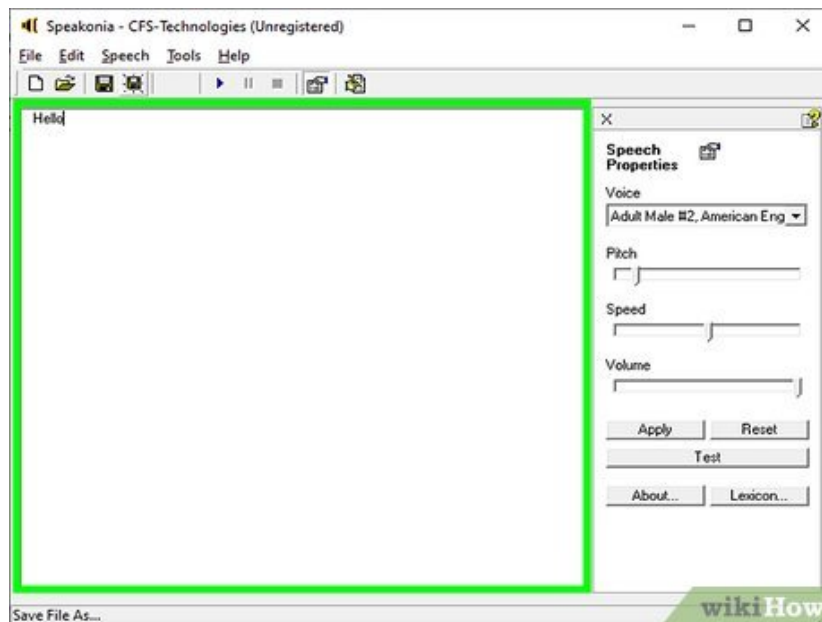 Speakonia - CFS-Technologies (Unregistered)
File Edit Speech Tools Help
Hello
Speech
Properties
Voice
Adult Male #2, American Eng
Pitch
Speed
Volume
Apply Reset
Test
About... Lexicon...
Save File As...
wikiHow